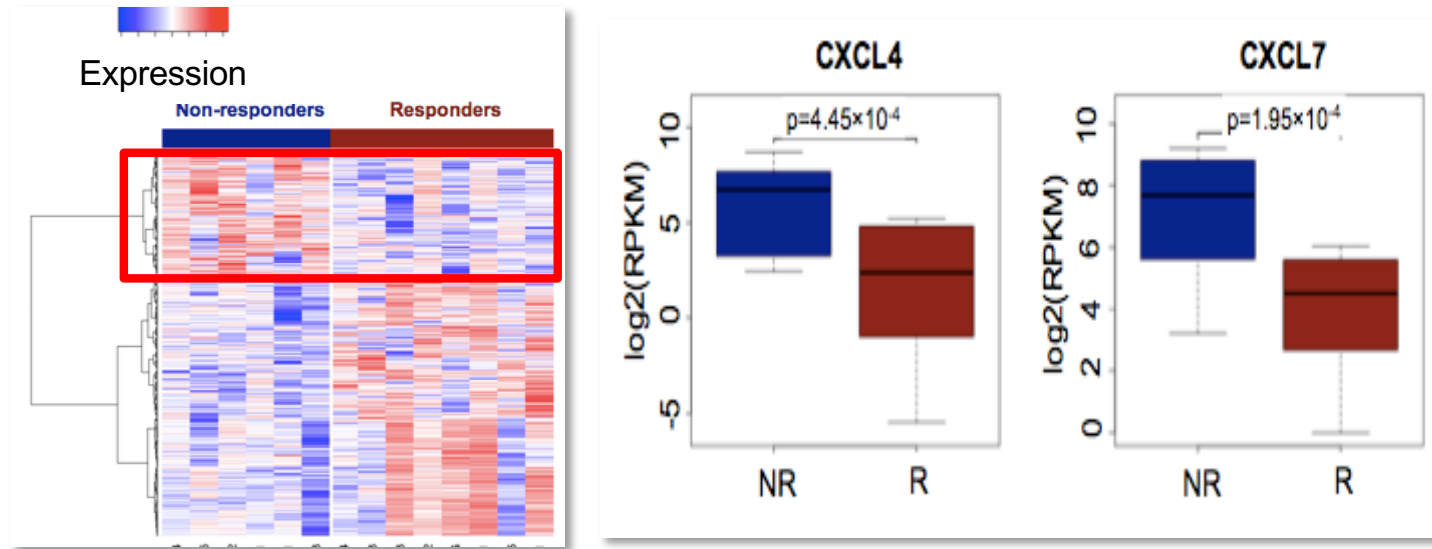 Expression
Non-responders Responders
CXCL4
p=4.45×10-4
log2(RPKM)
10
5
0
-5
NR R
CXCL7
p=1.95×10-4
log2(RPKM)
10
8
6
4
2
0
NR R